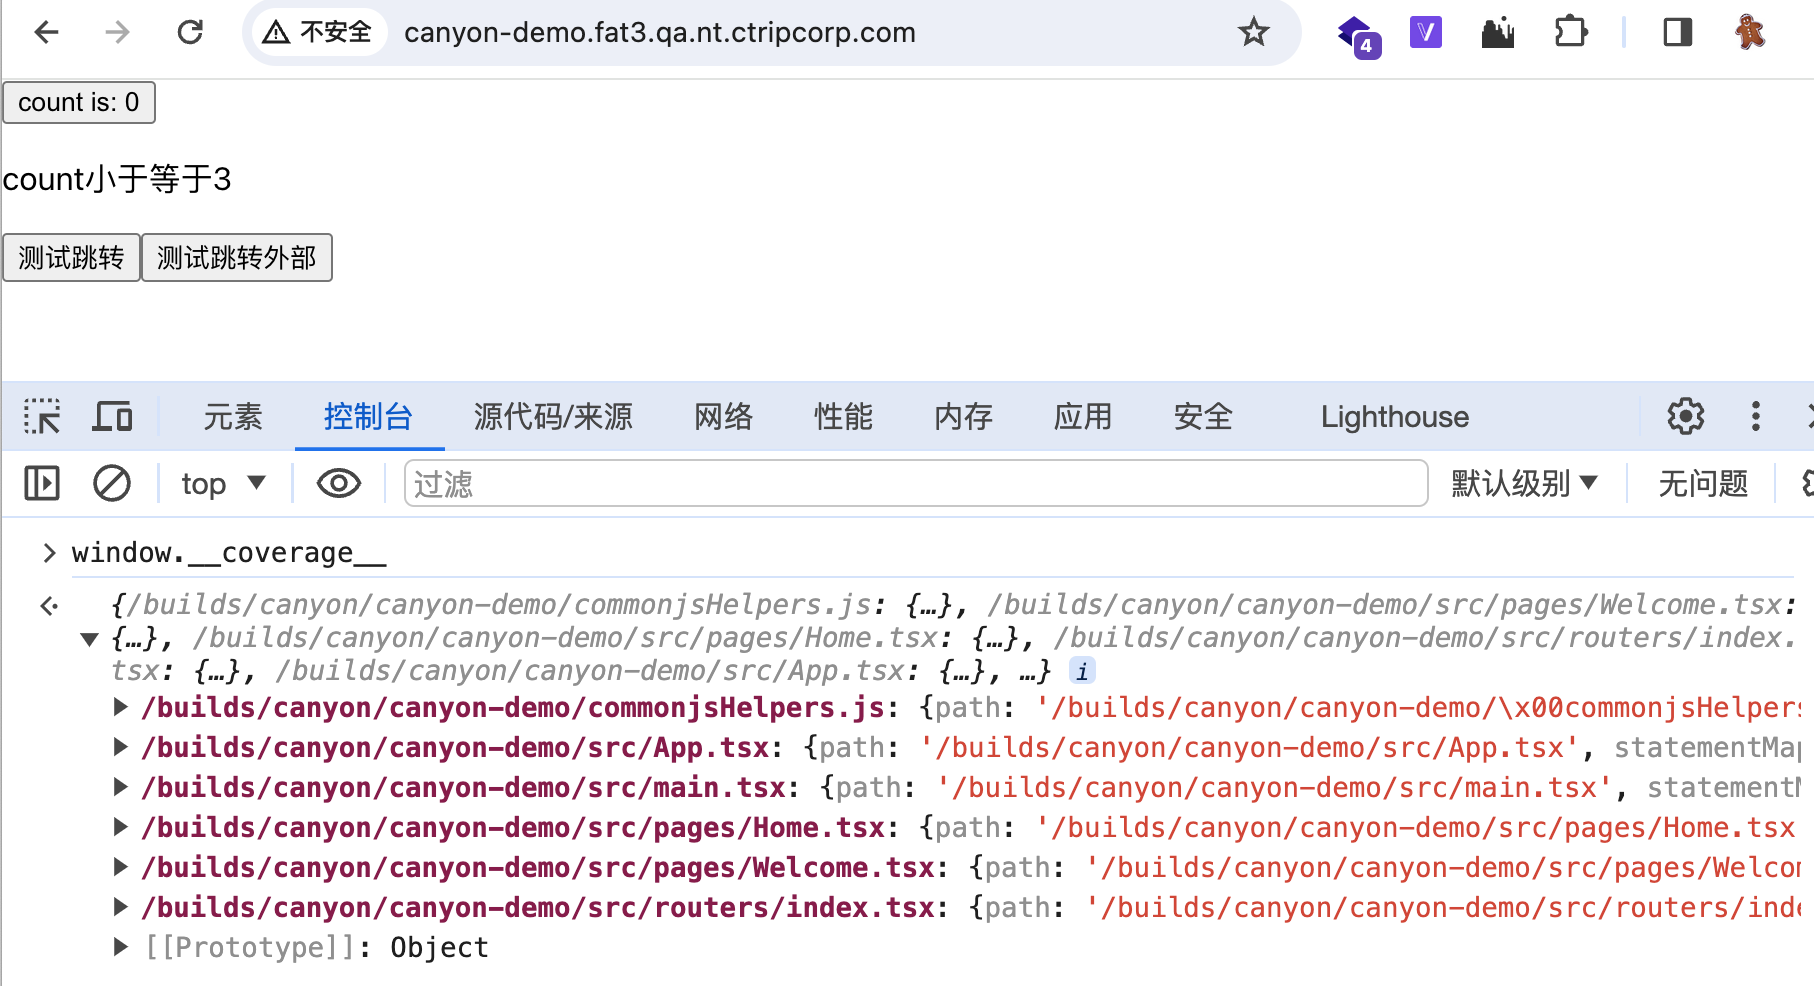 不安全 canyon-demo.fat3.qa.nt.ctripcorp.com 4
count is: 0
count小于等于3
测试跳转 测试跳转外部
元素 控制台 源代码/来源 网络 性能 内存 应用 安全 Lighthouse
top 过滤 默认级别 无问题
window.__coverage__
{/builds/canyon/canyon-demo/commonjsHelpers.js: {…}, /builds/canyon/canyon-demo/src/pages/Welcome.tsx:
{…}, /builds/canyon/canyon-demo/src/pages/Home.tsx: {…}, /builds/canyon/canyon-demo/src/routers/index.
tsx: {…}, /builds/canyon/canyon-demo/src/App.tsx: {…}, …} i
/builds/canyon/canyon-demo/commonjsHelpers.js: {path: '/builds/canyon/canyon-demo/\x00commonjsHelpers
/builds/canyon/canyon-demo/src/App.tsx: {path: '/builds/canyon/canyon-demo/src/App.tsx', statementMap
/builds/canyon/canyon-demo/src/main.tsx: {path: '/builds/canyon/canyon-demo/src/main.tsx', statementM
/builds/canyon/canyon-demo/src/pages/Home.tsx: {path: '/builds/canyon/canyon-demo/src/pages/Home.tsx
/builds/canyon/canyon-demo/src/pages/Welcome.tsx: {path: '/builds/canyon/canyon-demo/src/pages/Welcom
/builds/canyon/canyon-demo/src/routers/index.tsx: {path: '/builds/canyon/canyon-demo/src/routers/inde
[[Prototype]]: Object